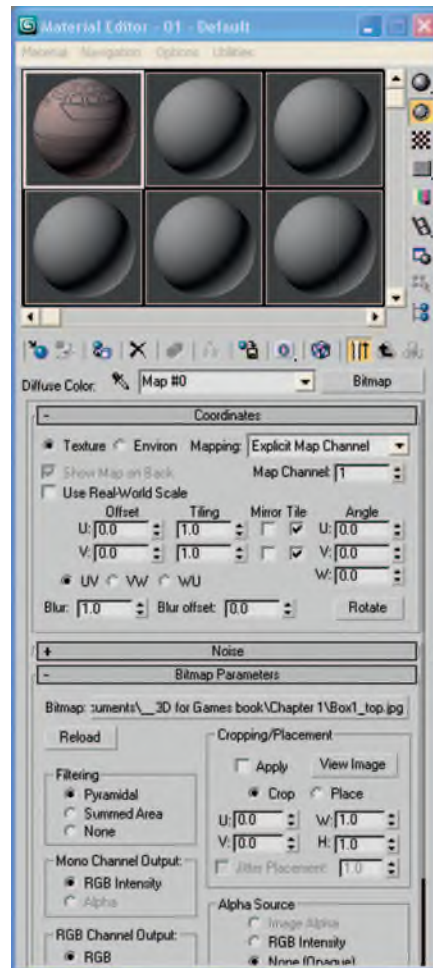 Material Editor - 01 - Default
Material Navigation Options Utilities
Diffuse Color: Map #0 Bitmap
- Coordinates
Texture Environ Mapping: Explicit Map Channel
Show Map on Back Map Channel: 1
Use Real-World Scale
Offset Tiling Mirror Tile Angle
U: 0.0 1.0 U: 0.0
V: 0.0 1.0 V: 0.0
W: 0.0
UV VW WU
Blur: 1.0 Blur offset: 0.0 Rotate
+ Noise
- Bitmap Parameters
Bitmap: :uments\__3D for Games book\Chapter 1\Box1_top.jpg
Reload
Cropping/Placement
Apply View Image
Crop Place
U: 0.0 W: 1.0
V: 0.0 H: 1.0
Jitter Placement: 1.0
Filtering
Pyramidal
Summed Area
None
Mono Channel Output:
RGB Intensity
Alpha
Alpha Source
Image Alpha
RGB Intensity
None (Opaque)
RGB Channel Output:
RGB